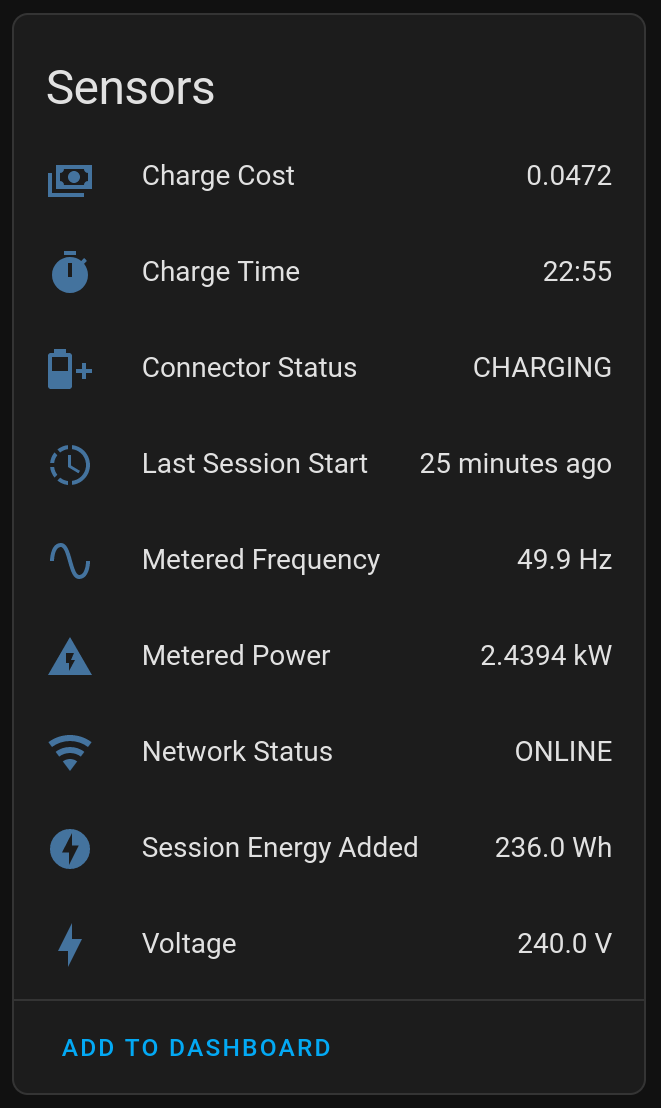 Sensors
Charge Cost 0.0472
Charge Time 22:55
Connector Status CHARGING
Last Session Start 25 minutes ago
Metered Frequency 49.9 Hz
Metered Power 2.4394 kW
Network Status ONLINE
Session Energy Added 236.0 Wh
Voltage 240.0 V
ADD TO DASHBOARD